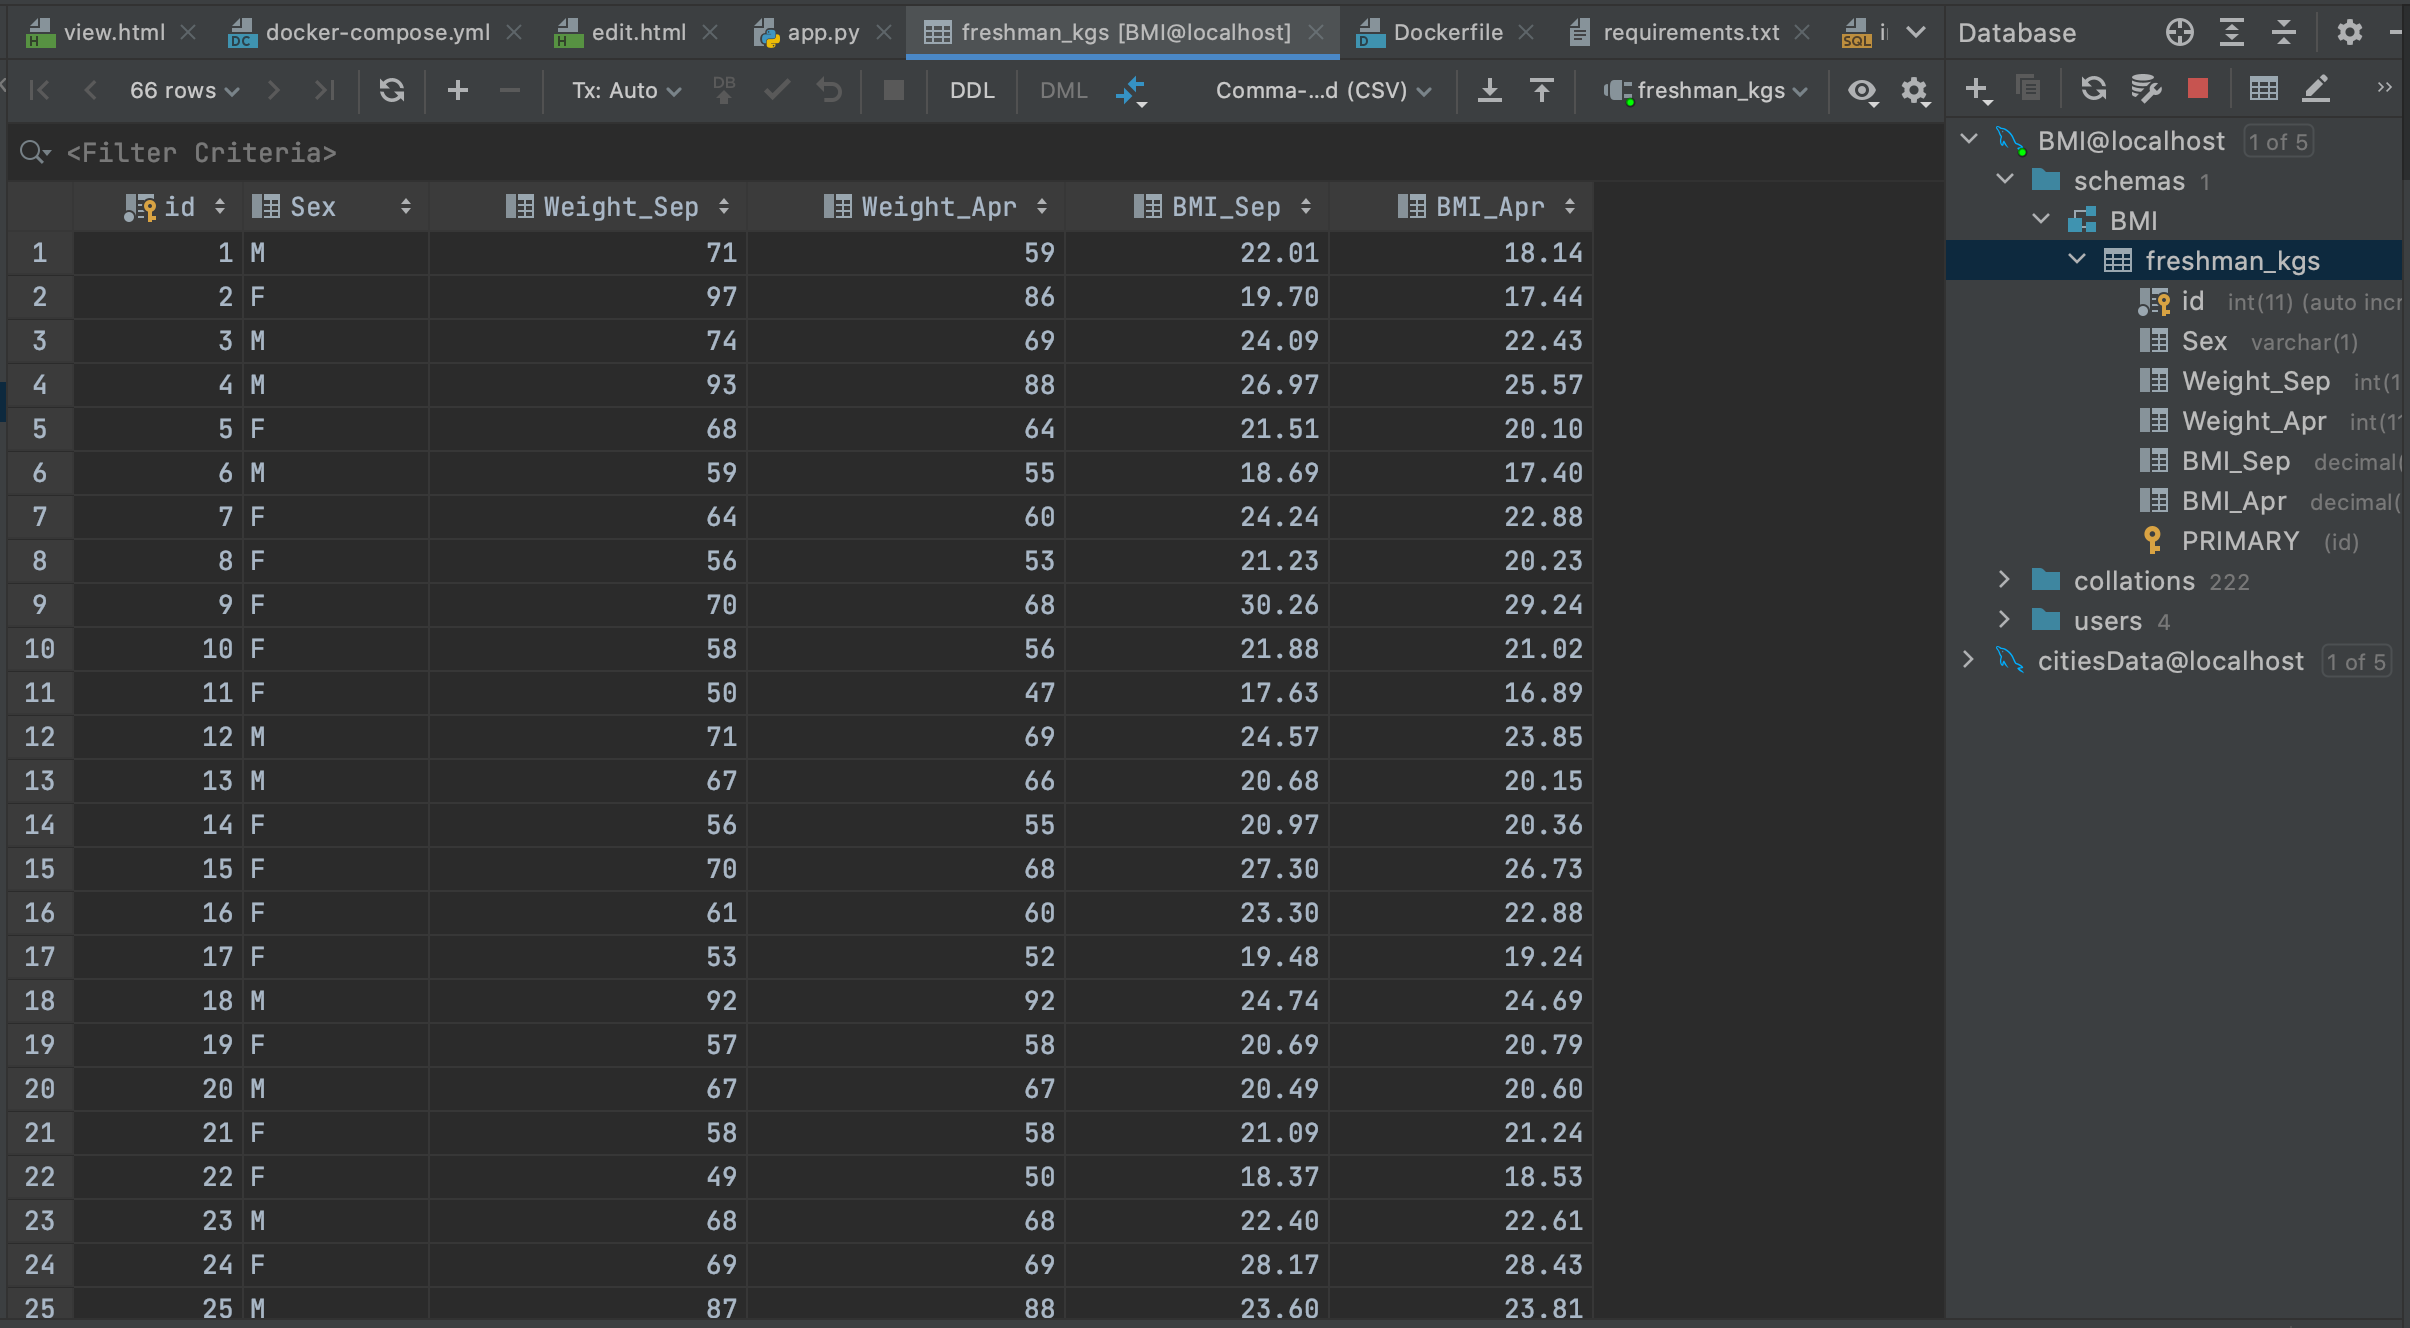 view.html docker-compose.yml edit.html app.py freshman_kgs [BMI@localhost] Dockerfile requirements.txt
66 rows Tx: Auto DB DDL DML Comma-...d (CSV) freshman_kgs
<Filter Criteria>
id Sex Weight_Sep Weight_Apr BMI_Sep BMI_Apr
1 1 M 71 59 22.01 18.14
2 2 F 97 86 19.70 17.44
3 3 M 74 69 24.09 22.43
4 4 M 93 88 26.97 25.57
5 5 F 68 64 21.51 20.10
6 6 M 59 55 18.69 17.40
7 7 F 64 60 24.24 22.88
8 8 F 56 53 21.23 20.23
9 9 F 70 68 30.26 29.24
10 10 F 58 56 21.88 21.02
11 11 F 50 47 17.63 16.89
12 12 M 71 69 24.57 23.85
13 13 M 67 66 20.68 20.15
14 14 F 56 55 20.97 20.36
15 15 F 70 68 27.30 26.73
16 16 F 61 60 23.30 22.88
17 17 F 53 52 19.48 19.24
18 18 M 92 92 24.74 24.69
19 19 F 57 58 20.69 20.79
20 20 M 67 67 20.49 20.60
21 21 F 58 58 21.09 21.24
22 22 F 49 50 18.37 18.53
23 23 M 68 68 22.40 22.61
24 24 F 69 69 28.17 28.43
25 25 M 87 88 23.60 23.81
Database
BMI@localhost 1 of 5
schemas 1
BMI
freshman_kgs
id int(11) (auto incr
Sex varchar(1)
Weight_Sep int(1
Weight_Apr int(11
BMI_Sep decimal(
BMI_Apr decimal(
PRIMARY (id)
collations 222
users 4
citiesData@localhost 1 of 5